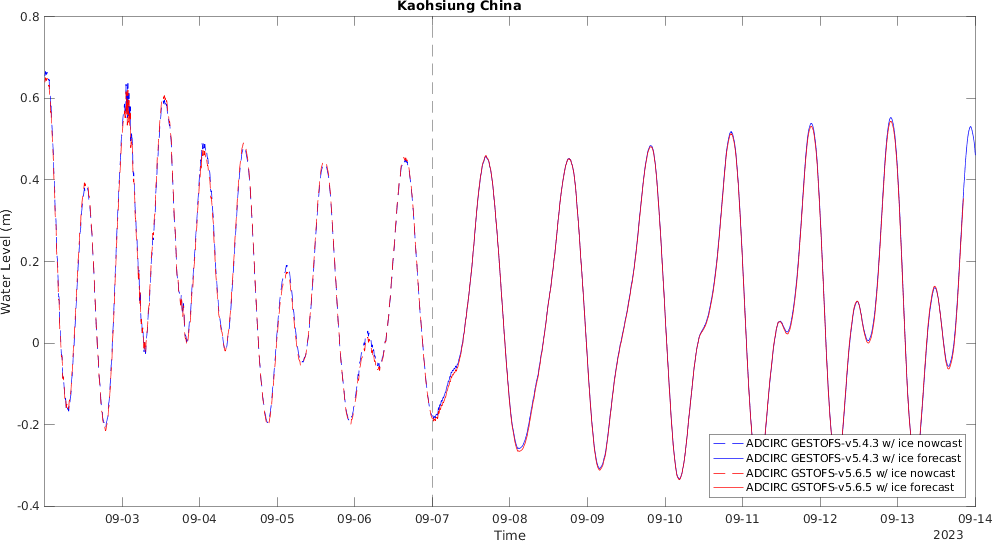 Kaohsiung China
0.8
0.6
0.4
0.2
0
-0.2
-0.4
Water Level (m)
ADCIRC GESTOFS-v5.4.3 w/ ice nowcast
ADCIRC GESTOFS-v5.4.3 w/ ice forecast
ADCIRC GSTOFS-v5.6.5 w/ ice nowcast
ADCIRC GSTOFS-v5.6.5 w/ ice forecast
09-03 09-04 09-05 09-06 09-07 09-08 09-09 09-10 09-11 09-12 09-13 09-14
Time
2023